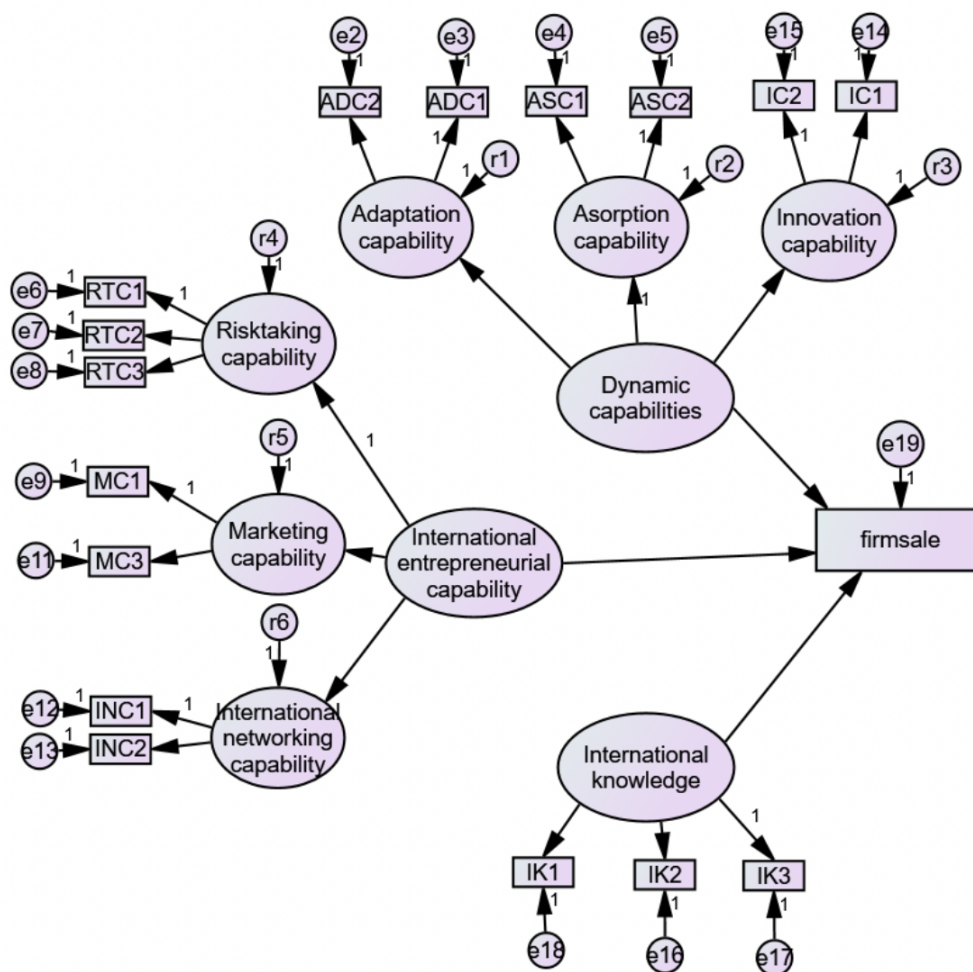 e2
e3
e4
e5
e15
e14
1
1
1
1
1
1
ADC2
ADC1
ASC1
ASC2
IC2
IC1
1
1
1
r1
r2
r3
1
1
1
Adaptation
capability
Asorption
capability
Innovation
capability
r4
1
e6
1
RTC1
1
e7
1
RTC2
e8
1
RTC3
Risktaking
capability
1
Dynamic
capabilities
1
r5
1
e19
1
e9
1
MC1
1
e11
1
MC3
Marketing
capability
International
entrepreneurial
capability
firmsale
r6
1
e12
1
INC1
1
e13
1
INC2
International
networking
capability
International
knowledge
1
IK1
IK2
IK3
1
1
1
e18
e16
e17